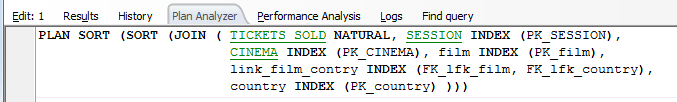 Edit: 1 Results History Plan Analyzer Performance Analysis Logs Find query
PLAN SORT (SORT (JOIN ( TICKETS_SOLD NATURAL, SESSION INDEX (PK_SESSION),
CINEMA INDEX (PK_CINEMA), film INDEX (PK_film),
link_film_contry INDEX (FK_lfk_film, FK_lfk_country),
country INDEX (PK_country) )))